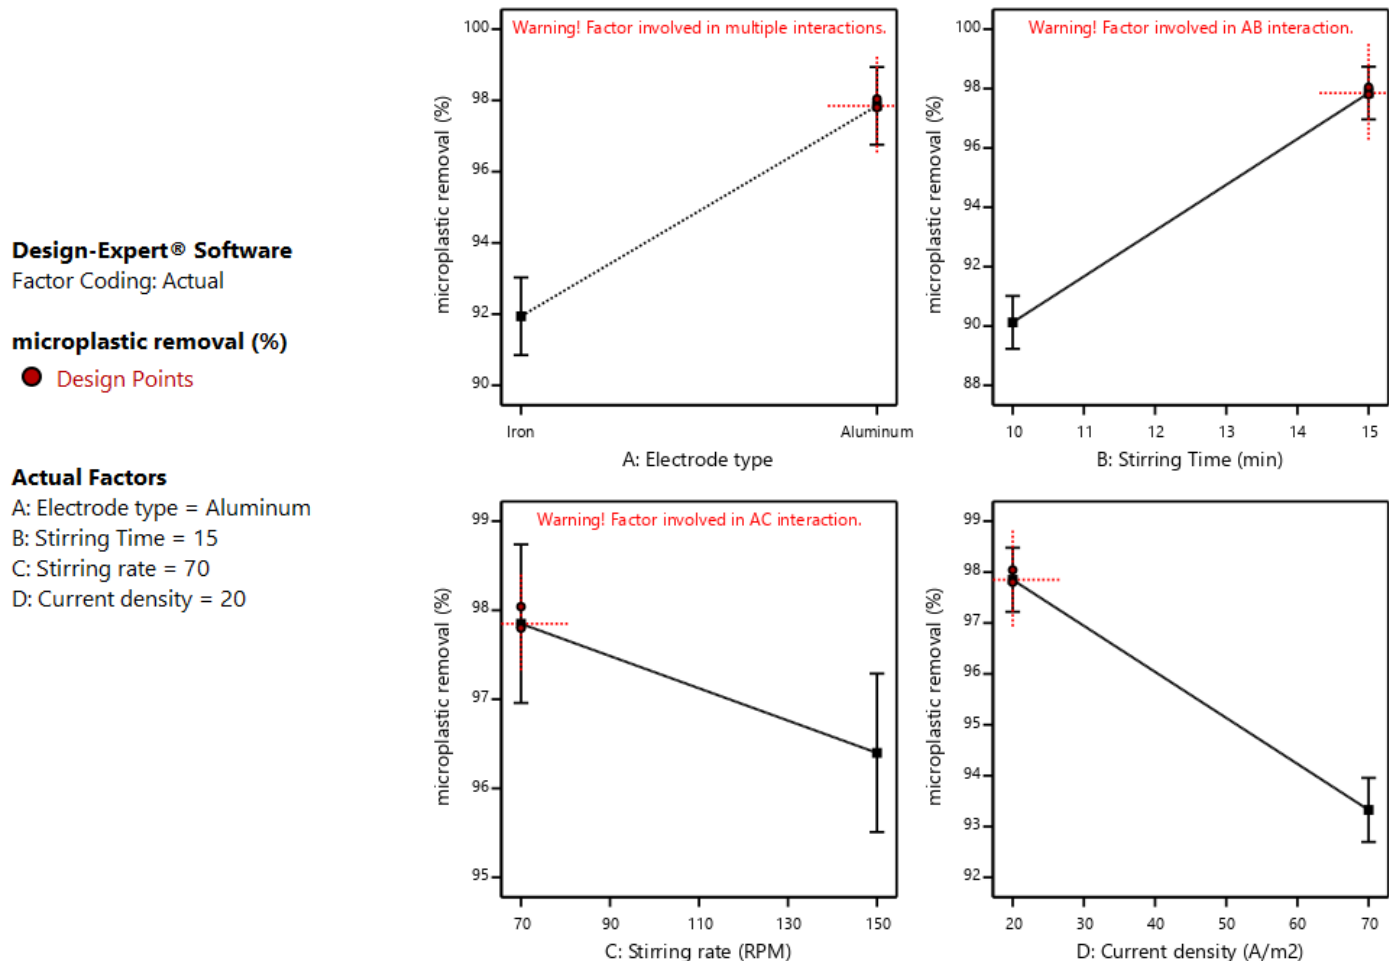 Design-Expert® Software
Factor Coding: Actual
microplastic removal (%)
Design Points
Actual Factors
A: Electrode type = Aluminum
B: Stirring Time = 15
C: Stirring rate = 70
D: Current density = 20
Warning! Factor involved in multiple interactions.
microplastic removal (%)
100
98
96
94
92
90
Iron
Aluminum
A: Electrode type
Warning! Factor involved in AB interaction.
microplastic removal (%)
100
98
96
94
92
90
88
10 11 12 13 14 15
B: Stirring Time (min)
Warning! Factor involved in AC interaction.
microplastic removal (%)
99
98
97
96
95
70 90 110 130 150
C: Stirring rate (RPM)
microplastic removal (%)
99
98
97
96
95
94
93
92
20 30 40 50 60 70
D: Current density (A/m2)